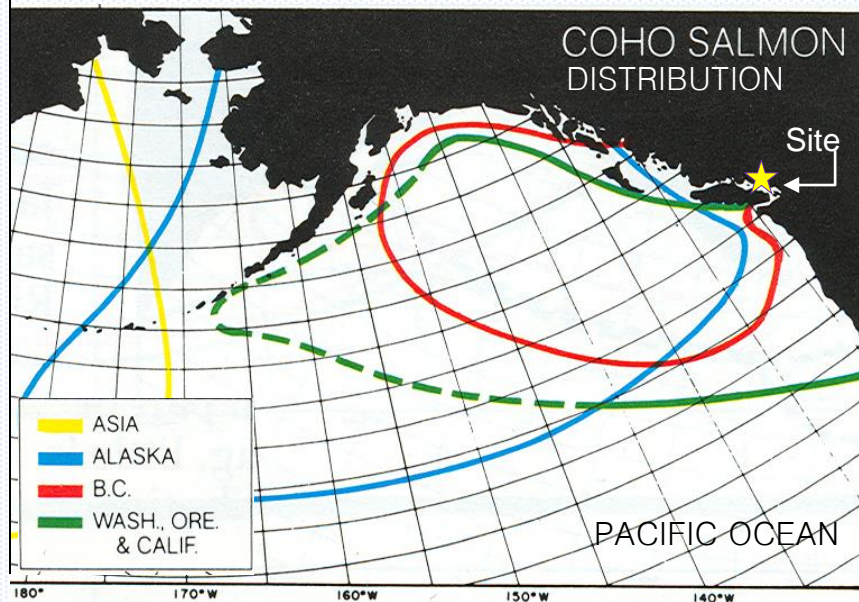 COHO SALMON
DISTRIBUTION
Site
ASIA
ALASKA
B.C.
WASH., ORE.
& CALIF.
PACIFIC OCEAN
180° 170°W 160°W 150°W 140°W